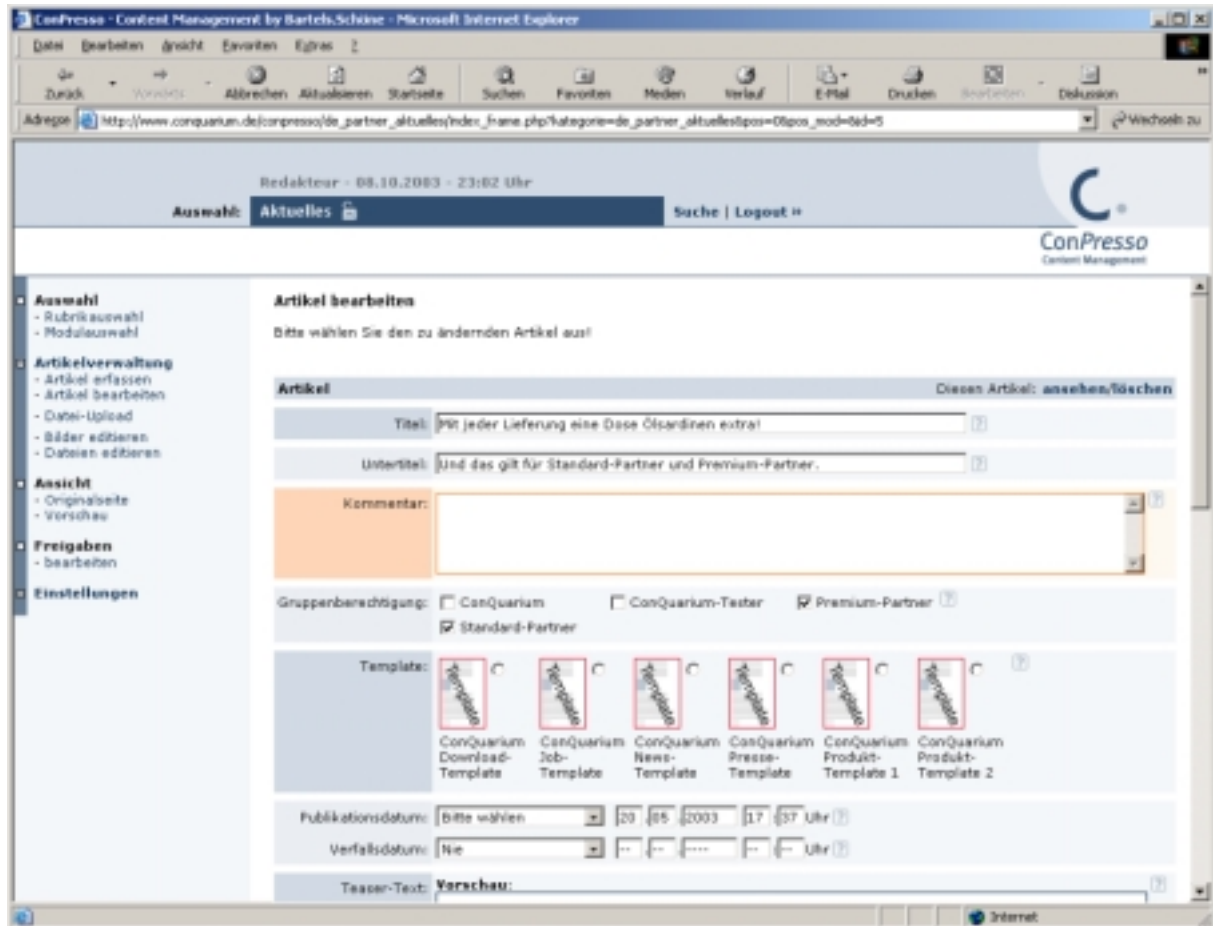 ConPresso - Content Management by Bartels.Schöne - Microsoft Internet Explorer
Datei Bearbeiten Ansicht Favoriten Extras ?
Zurück Vorwärts Abbrechen Aktualisieren Startseite Suchen Favoriten Medien Verlauf E-Mail Drucken Bearbeiten Diskussion
Adresse http://www.conquarium.de/conpresso/de_partner_aktuelles/index_frame.php?kategorie=de_partner_aktuelles&pos=0&pos_mod=&id=5 Wechseln zu
Redakteur - 08.10.2003 - 23:02 Uhr
Auswahl: Aktuelles Suche | Logout »
C.
ConPresso
Content Management
Auswahl
- Rubrikauswahl
- Modulauswahl
Artikelverwaltung
- Artikel erfassen
- Artikel bearbeiten
- Datei-Upload
- Bilder editieren
- Dateien editieren
Ansicht
- Originalseite
- Vorschau
Freigaben
- bearbeiten
Einstellungen
Artikel bearbeiten
Bitte wählen Sie den zu ändernden Artikel aus!
Artikel Diesen Artikel: ansehen/löschen
Titel: Mit jeder Lieferung eine Dose Ölsardinen extra! ?
Untertitel: Und das gilt für Standard-Partner und Premium-Partner. ?
Kommentar: ?
Gruppenberechtigung: ConQuarium ConQuarium-Tester Premium-Partner ?
Standard-Partner
Template: Template Template Template Template Template Template ?
ConQuarium ConQuarium ConQuarium ConQuarium ConQuarium ConQuarium
Download- Job- News- Presse- Produkt- Produkt-
Template Template Template Template Template 1 Template 2
Publikationsdatum: Bitte wählen 20 .05 .2003 17 :37 Uhr ?
Verfallsdatum: Nie -- .-- .---- -- :-- Uhr ?
Teaser-Text: Vorschau: ?
Internet